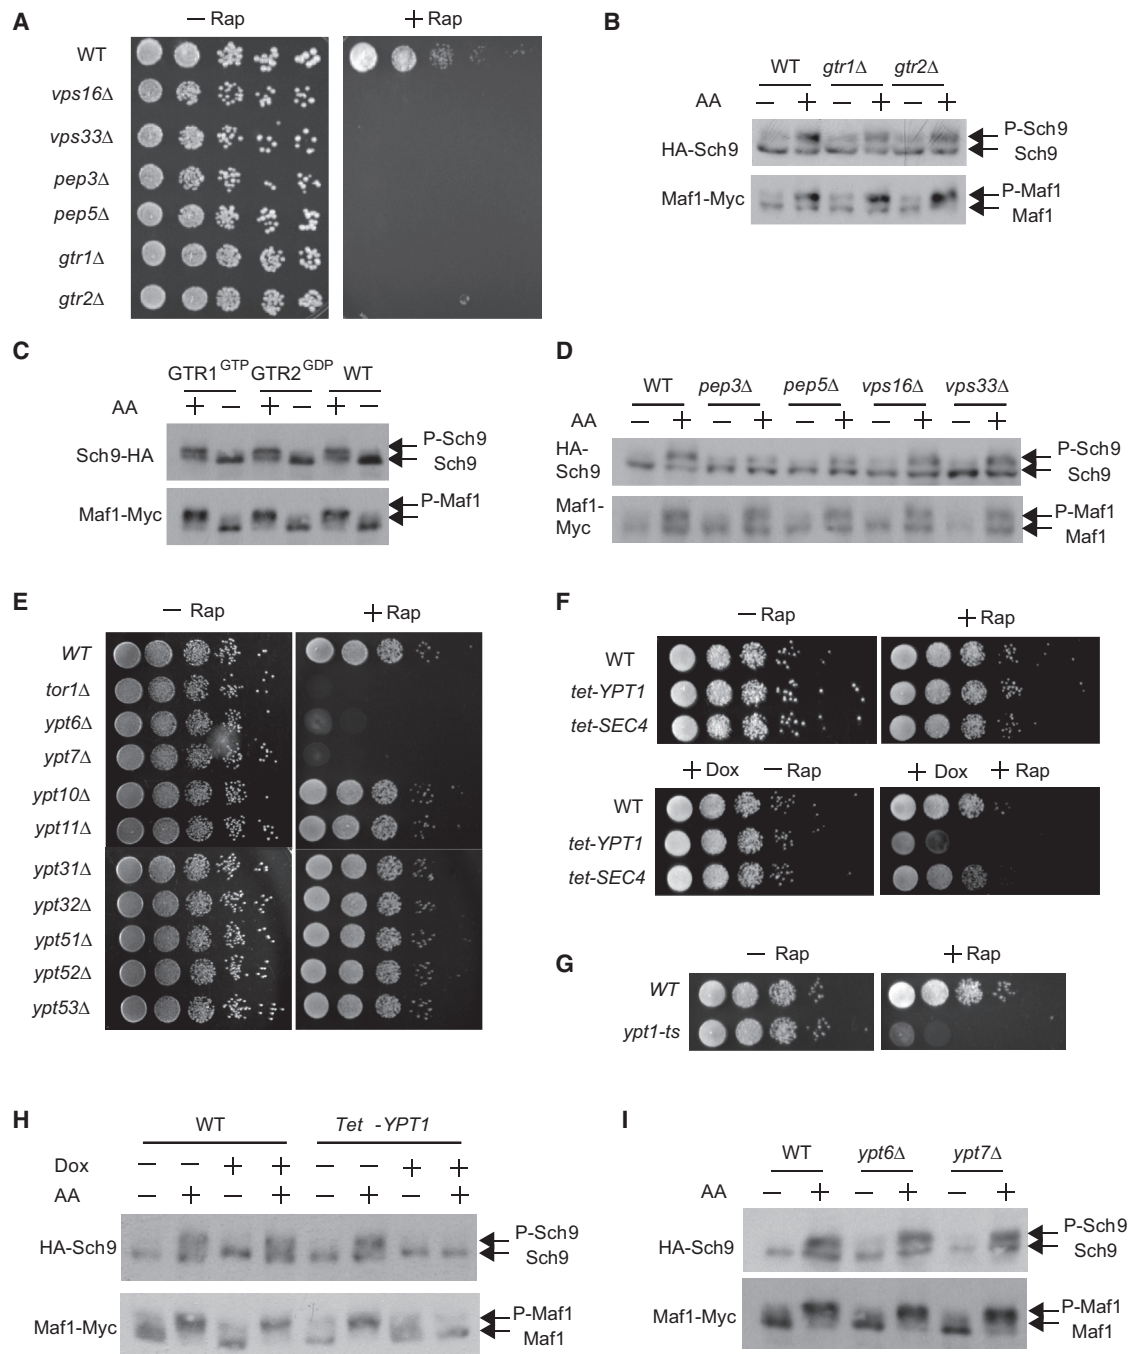 A
— Rap
+ Rap
WT
vps16Δ
vps33Δ
pep3Δ
pep5Δ
gtr1Δ
gtr2Δ
B
WT gtr1Δ gtr2Δ
AA — + — + — +
HA-Sch9
P-Sch9
Sch9
Maf1-Myc
P-Maf1
Maf1
C
GTR1^GTP GTR2^GDP WT
AA + — + — + —
Sch9-HA
P-Sch9
Sch9
Maf1-Myc
P-Maf1
D
WT pep3Δ pep5Δ vps16Δ vps33Δ
AA — + — + — + — + — +
HA-
Sch9
P-Sch9
Sch9
Maf1-
Myc
P-Maf1
Maf1
E
— Rap
+ Rap
WT
tor1Δ
ypt6Δ
ypt7Δ
ypt10Δ
ypt11Δ
ypt31Δ
ypt32Δ
ypt51Δ
ypt52Δ
ypt53Δ
F
— Rap
+ Rap
WT
tet-YPT1
tet-SEC4
+ Dox — Rap
+ Dox + Rap
WT
tet-YPT1
tet-SEC4
G
— Rap
+ Rap
WT
ypt1-ts
H
WT Tet -YPT1
Dox — — + + — — + +
AA — + — + — + — +
HA-Sch9
P-Sch9
Sch9
Maf1-Myc
P-Maf1
Maf1
I
WT ypt6Δ ypt7Δ
AA — + — + — +
HA-Sch9
P-Sch9
Sch9
Maf1-Myc
P-Maf1
Maf1